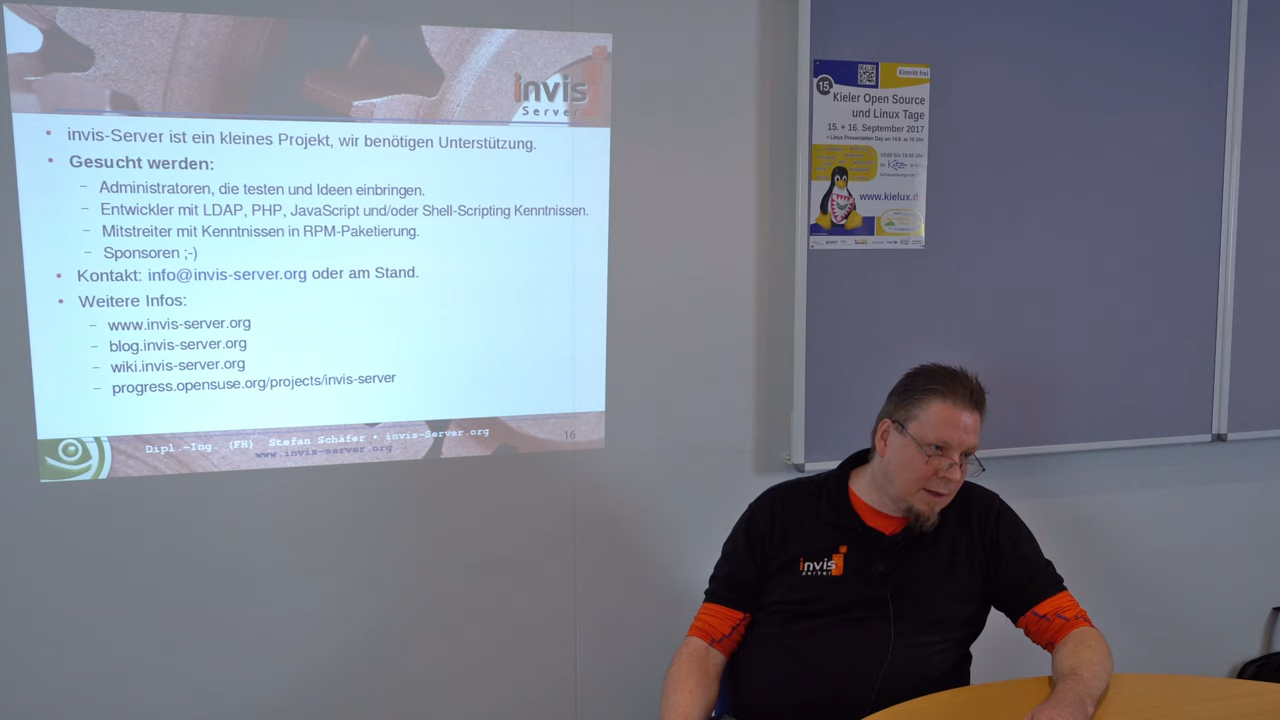 invis
Server
• invis-Server ist ein kleines Projekt, wir benötigen Unterstützung.
• Gesucht werden:
– Administratoren, die testen und Ideen einbringen.
– Entwickler mit LDAP, PHP, JavaScript und/oder Shell-Scripting Kenntnissen.
– Mitstreiter mit Kenntnissen in RPM-Paketierung.
– Sponsoren ;-)
• Kontakt: info@invis-server.org oder am Stand.
• Weitere Infos:
– www.invis-server.org
– blog.invis-server.org
– wiki.invis-server.org
– progress.opensuse.org/projects/invis-server
Dipl.-Ing. (FH) Stefan Schäfer • invis-Server.org
www.invis-server.org
16
Eintritt frei
15.
Kieler Open Source
und Linux Tage
15. + 16. September 2017
www.kielux.de
invis
Server